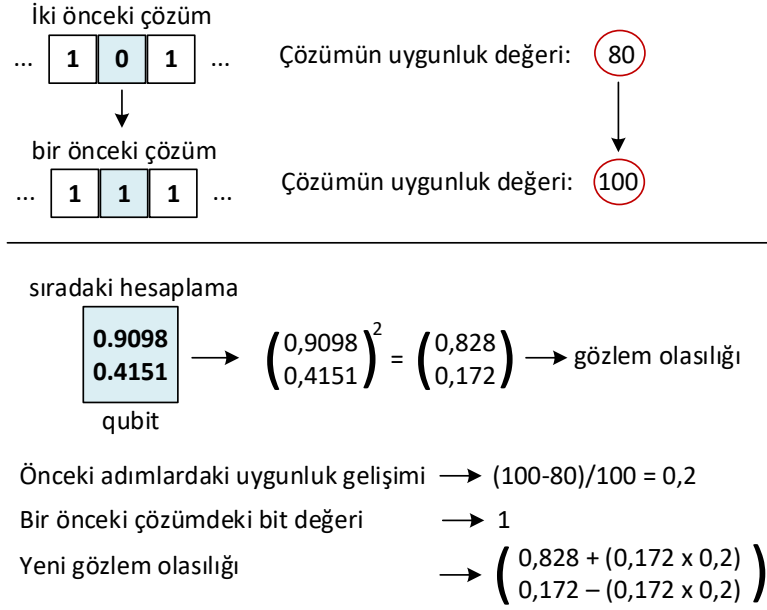 İki önceki çözüm
... 1 0 1 ... Çözümün uygunluk değeri: 80
bir önceki çözüm
... 1 1 1 ... Çözümün uygunluk değeri: 100
sıradaki hesaplama
0.9098
0.4151
qubit
(0,9098 0,4151)² = (0,828 0,172) gözlem olasılığı
Önceki adımlardaki uygunluk gelişimi (100-80)/100 = 0,2
Bir önceki çözümdeki bit değeri 1
Yeni gözlem olasılığı
0,828 + (0,172 x 0,2)
0,172 – (0,172 x 0,2)